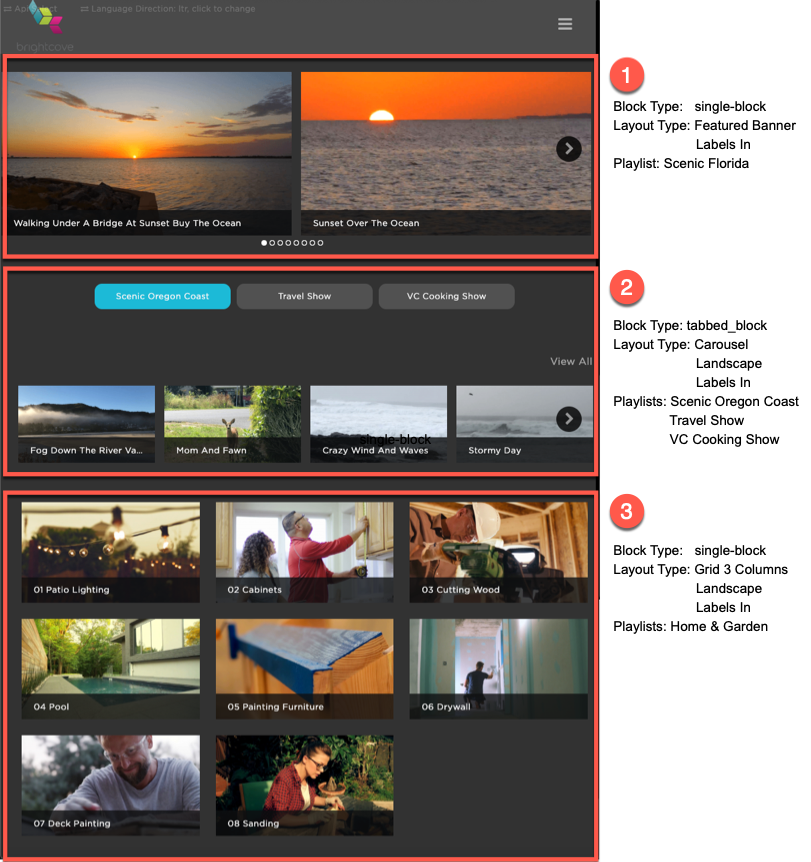 ⇄ Language Direction: ltr, click to change
brightcove
Walking Under A Bridge At Sunset Buy The Ocean
Sunset Over The Ocean
1
Block Type: single-block
Layout Type: Featured Banner
Labels In
Playlist: Scenic Florida
Scenic Oregon Coast
Travel Show
VC Cooking Show
View All
Fog Down The River Va...
Mom And Fawn
single-block
Crazy Wind And Waves
Stormy Day
2
Block Type: tabbed_block
Layout Type: Carousel
Landscape
Labels In
Playlists: Scenic Oregon Coast
Travel Show
VC Cooking Show
01 Patio Lighting
02 Cabinets
03 Cutting Wood
04 Pool
05 Painting Furniture
06 Drywall
07 Deck Painting
08 Sanding
3
Block Type: single-block
Layout Type: Grid 3 Columns
Landscape
Labels In
Playlists: Home & Garden